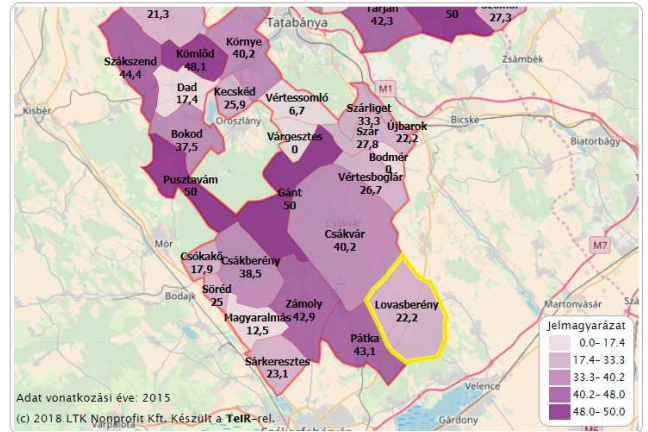 21,3
Tatabánya
Tarján
42,3
50
Szomor
27,3
Környe
40,2
Kömlőd
48,1
Szákszend
44,4
Zsámbék
M1
Dad
17,4
Kecskéd
25,9
Vértessomló
6,7
Kisbér
Oroszlány
Szárliget
33,3
Bicske
Bokod
37,5
Várgesztes
0
Szár
27,8
Újbarok
22,2
Biatorbágy
Bodmér
0
Pusztavám
50
Gánt
50
Vértesboglár
26,7
Csákvár
Csákvár
40,2
Mór
M7
Csókakő
17,9
Csákberény
38,5
Bodajk
Söréd
25
Zámoly
42,9
Lovasberény
22,2
Martonvásár
Magyaralmás
12,5
Pátka
43,1
Sárkeresztes
23,1
Velence
Gárdony
Jelmagyarázat
0.0– 17.4
17.4– 33.3
33.3– 40.2
40.2– 48.0
48.0– 50.0
Adat vonatkozási éve: 2015
(c) 2018 LTK Nonprofit Kft. Készült a TeIR-rel.
Várpalota
Székesfehérvár
M6